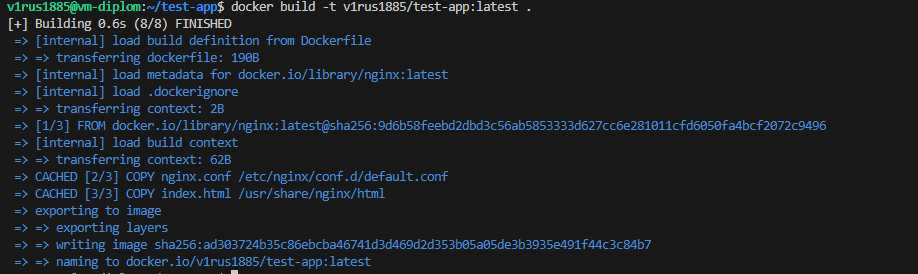 v1rus1885@vm-diplom:~/test-app$ docker build -t v1rus1885/test-app:latest .
[+] Building 0.6s (8/8) FINISHED
=> [internal] load build definition from Dockerfile
=> => transferring dockerfile: 190B
=> [internal] load metadata for docker.io/library/nginx:latest
=> [internal] load .dockerignore
=> => transferring context: 2B
=> [1/3] FROM docker.io/library/nginx:latest@sha256:9d6b58feebd2dbd3c56ab5853333d627cc6e281011cfd6050fa4bcf2072c9496
=> [internal] load build context
=> => transferring context: 62B
=> CACHED [2/3] COPY nginx.conf /etc/nginx/conf.d/default.conf
=> CACHED [3/3] COPY index.html /usr/share/nginx/html
=> exporting to image
=> => exporting layers
=> => writing image sha256:ad303724b35c86ebcba46741d3d469d2d353b05a05de3b3935e491f44c3c84b7
=> => naming to docker.io/v1rus1885/test-app:latest